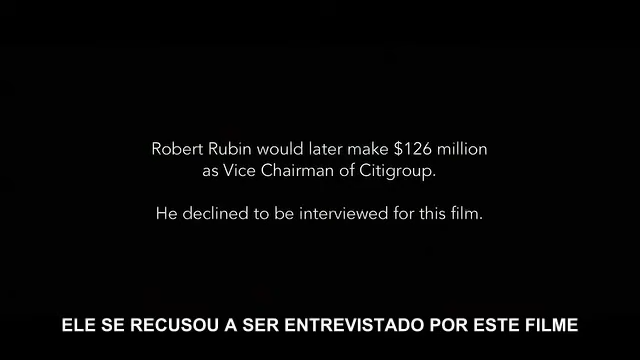 Robert Rubin would later make $126 million
as Vice Chairman of Citigroup.
He declined to be interviewed for this film.
ELE SE RECUSOU A SER ENTREVISTADO POR ESTE FILME